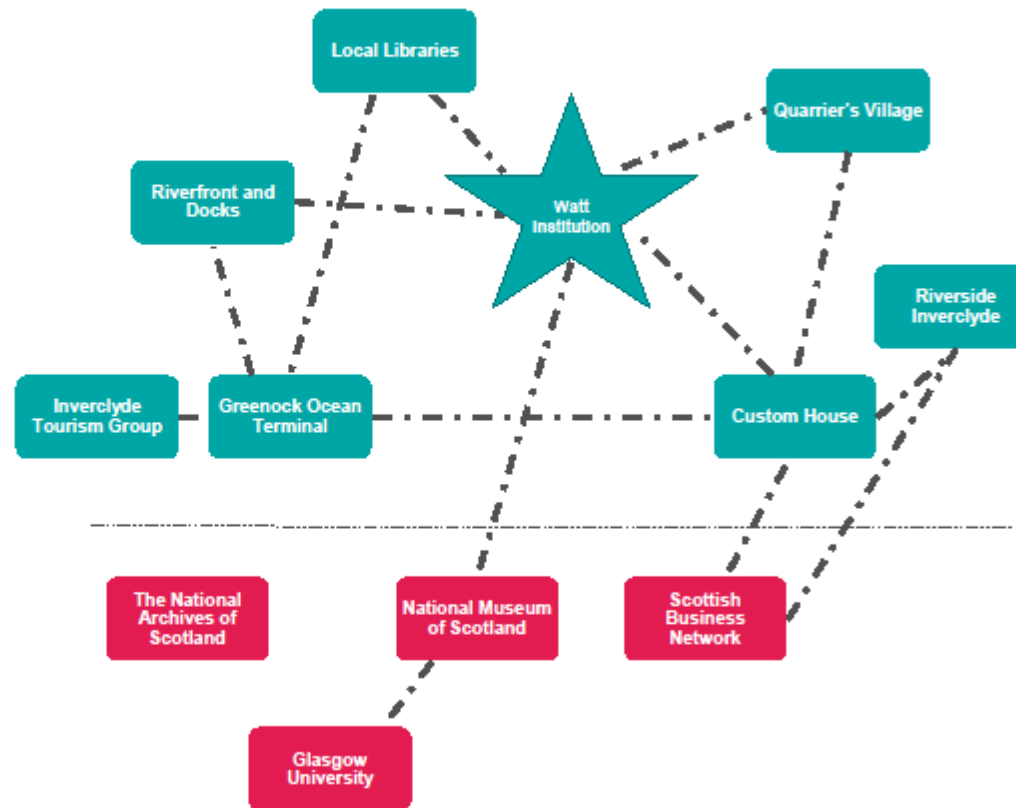 Local Libraries
Quarrier's Village
Riverfront and
Docks
Watt
Institution
Riverside
Inverclyde
Inverclyde
Tourism Group
Greenock Ocean
Terminal
Custom House
The National
Archives of
Scotland
National Museum
of Scotland
Scottish
Business
Network
Glasgow
University